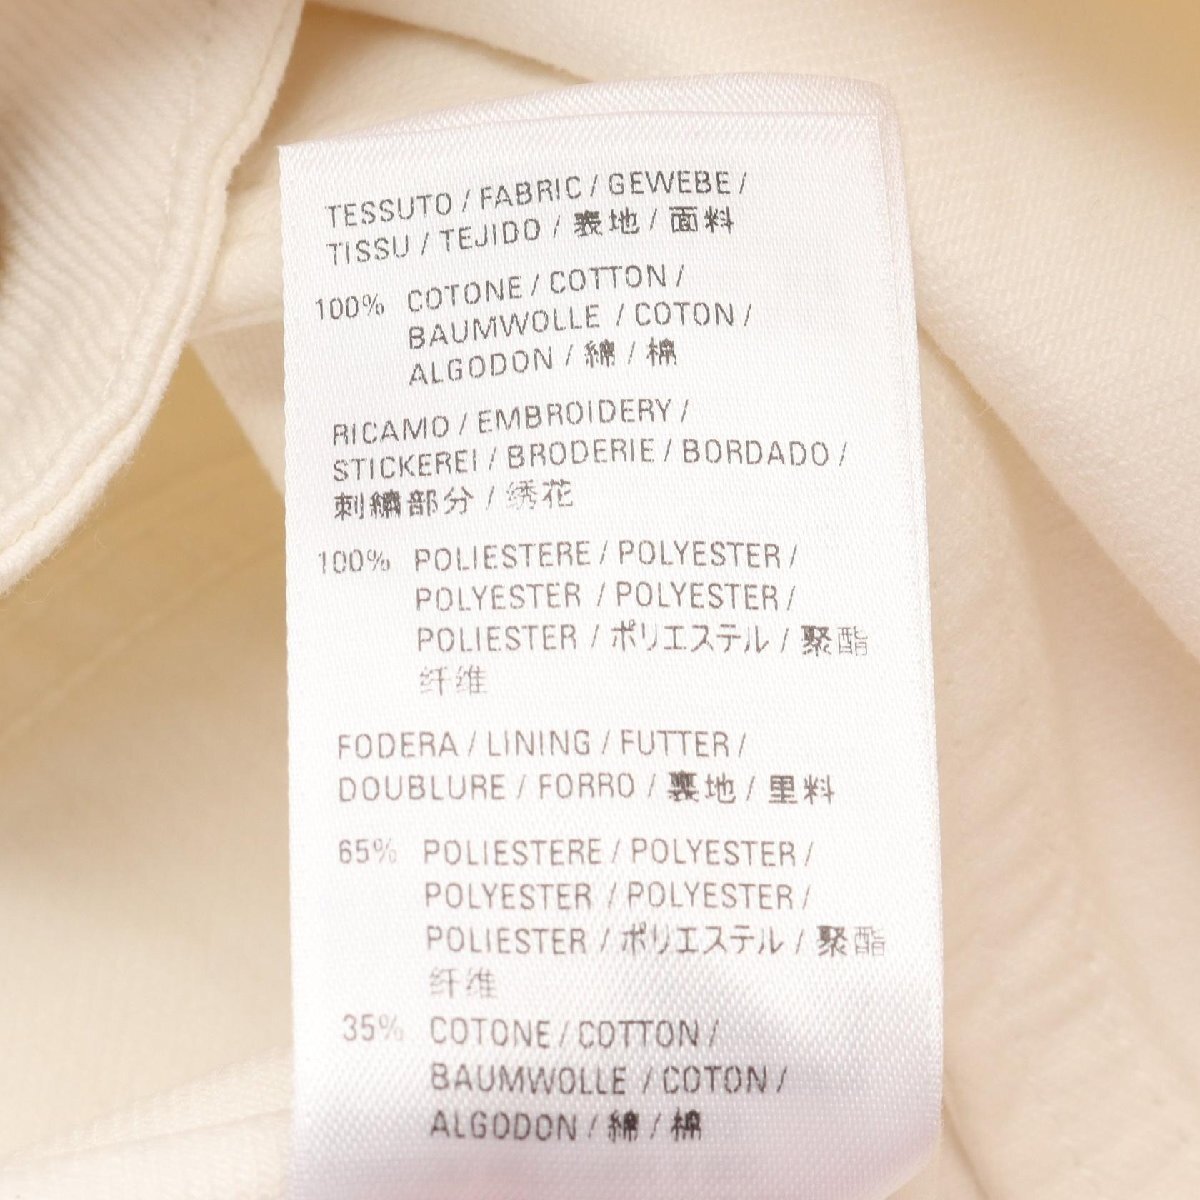 TESSUTO / FABRIC / GEWEBE /
TISSU / TEJIDO / 表地 / 面料
100% COTONE / COTTON /
BAUMWOLLE / COTON /
ALGODON / 綿 / 棉
RICAMO / EMBROIDERY /
STICKEREI / BRODERIE / BORDADO /
刺繍部分 / 绣花
100% POLIESTERE / POLYESTER /
POLYESTER / POLYESTER /
POLIESTER / ポリエステル / 聚酯
纤维
FODERA / LINING / FUTTER /
DOUBLURE / FORRO / 裏地 / 里料
65% POLIESTERE / POLYESTER /
POLYESTER / POLYESTER /
POLIESTER / ポリエステル / 聚酯
纤维
35% COTONE / COTTON /
BAUMWOLLE / COTON /
ALGODON / 綿 / 棉